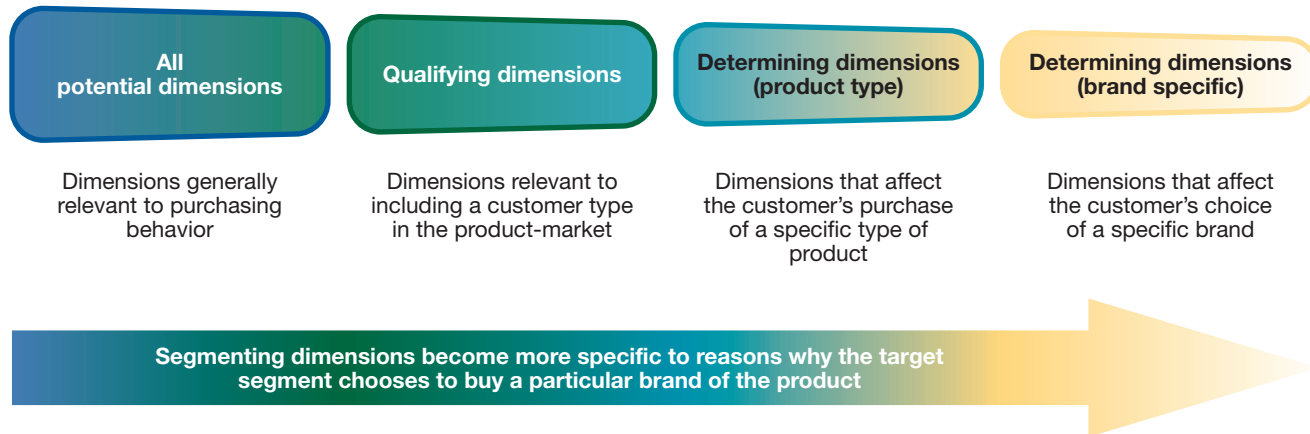 All
potential dimensions
Qualifying dimensions
Determining dimensions
(product type)
Determining dimensions
(brand specific)
Dimensions generally
relevant to purchasing
behavior
Dimensions relevant to
including a customer type
in the product-market
Dimensions that affect
the customer’s purchase
of a specific type of
product
Dimensions that affect
the customer’s choice
of a specific brand
Segmenting dimensions become more specific to reasons why the target
segment chooses to buy a particular brand of the product